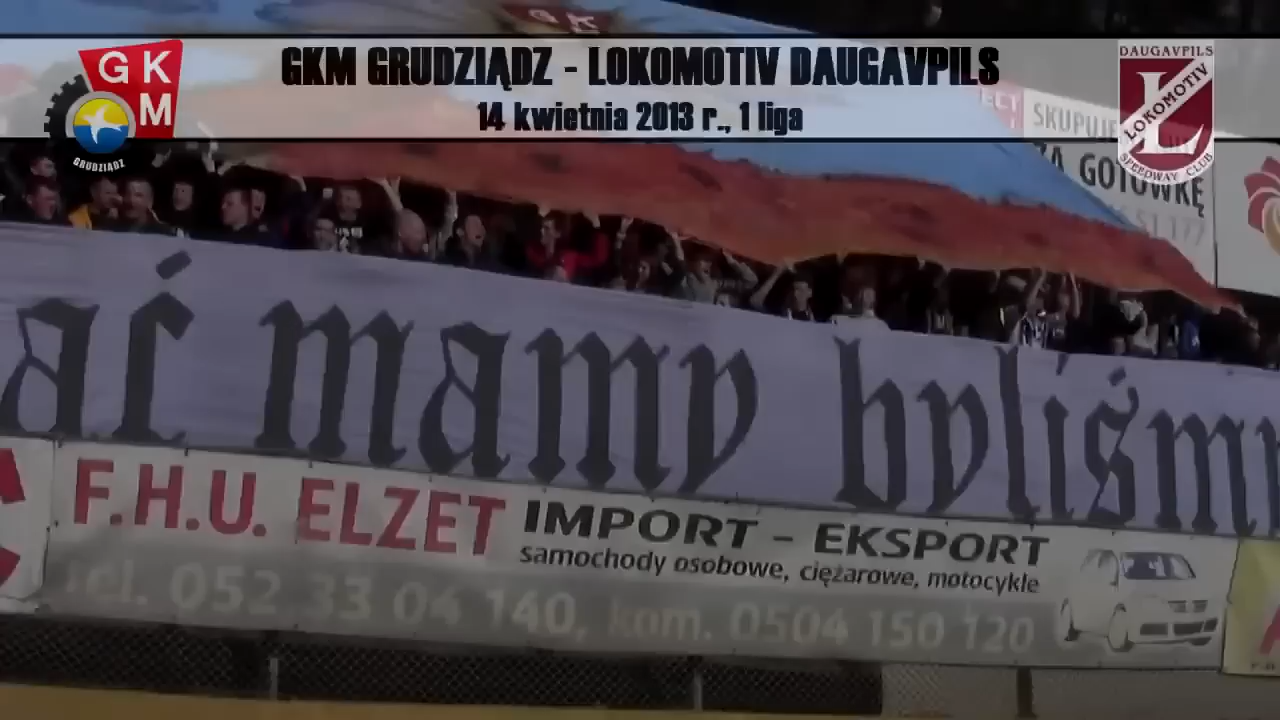 GKM GRUDZIĄDZ - LOKOMOTIV DAUGAVPILS
14 kwietnia 2013 r., 1 liga
GKM
GRUDZIĄDZ
DAUGAVPILS
LOKOMOTIV
L
SPEEDWAY CLUB
GK
SKUPUJE
ZA GOTÓWKĘ
ać mamy byliśmy
F.H.U. ELZET
IMPORT - EKSPORT
samochody osobowe, ciężarowe, motocykle
tel. 052 33 04 140, kom. 0504 150 120